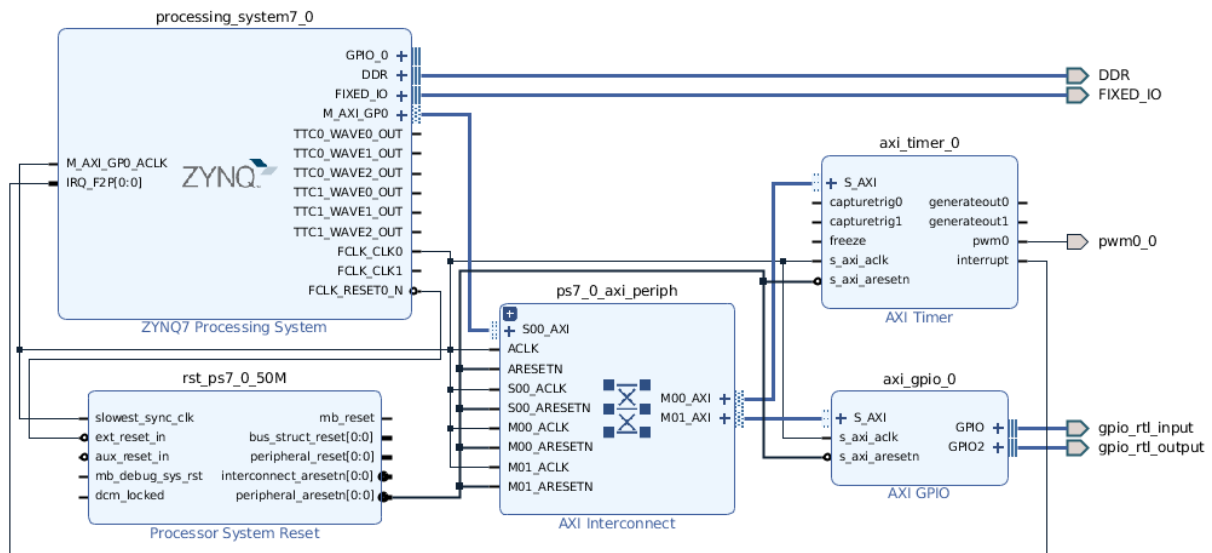 processing_system7_0
GPIO_0
DDR
FIXED_IO
M_AXI_GP0
TTC0_WAVE0_OUT
TTC0_WAVE1_OUT
TTC0_WAVE2_OUT
TTC1_WAVE0_OUT
TTC1_WAVE1_OUT
TTC1_WAVE2_OUT
FCLK_CLK0
FCLK_CLK1
FCLK_RESET0_N
M_AXI_GP0_ACLK
IRQ_F2P[0:0]
ZYNQ
ZYNQ7 Processing System
DDR
FIXED_IO
axi_timer_0
S_AXI
capturetrig0
capturetrig1
freeze
s_axi_aclk
s_axi_aresetn
generateout0
generateout1
pwm0
interrupt
AXI Timer
pwm0_0
rst_ps7_0_50M
slowest_sync_clk
ext_reset_in
aux_reset_in
mb_debug_sys_rst
dcm_locked
mb_reset
bus_struct_reset[0:0]
peripheral_reset[0:0]
interconnect_aresetn[0:0]
peripheral_aresetn[0:0]
Processor System Reset
ps7_0_axi_periph
S00_AXI
ACLK
ARESETN
S00_ACLK
S00_ARESETN
M00_ACLK
M00_ARESETN
M01_ACLK
M01_ARESETN
M00_AXI
M01_AXI
AXI Interconnect
axi_gpio_0
S_AXI
s_axi_aclk
s_axi_aresetn
GPIO
GPIO2
AXI GPIO
gpio_rtl_input
gpio_rtl_output